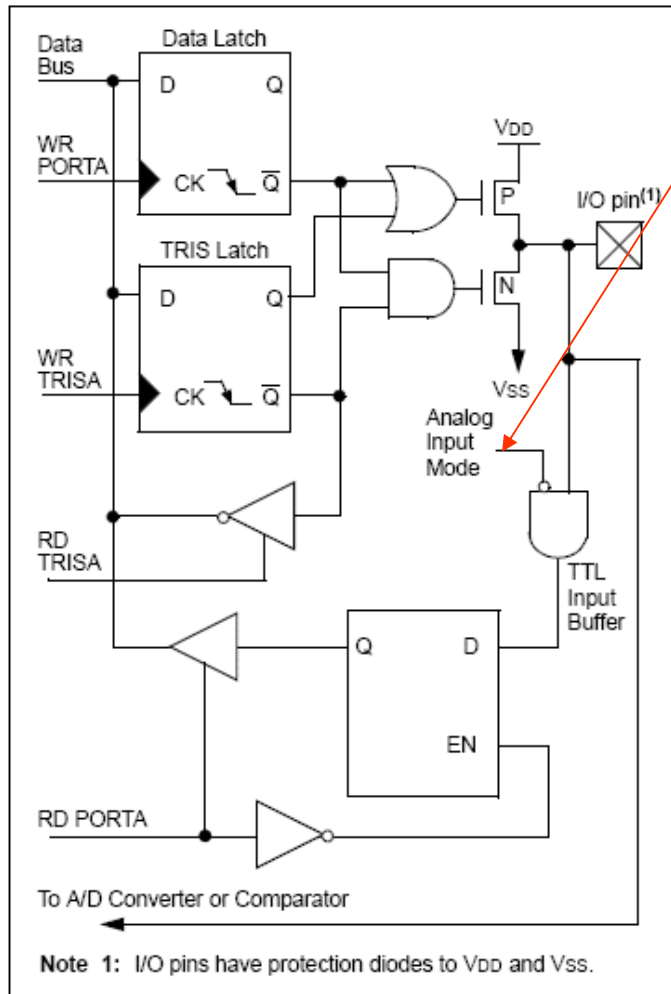 Data Latch
Data
Bus
D
Q
WR
PORTA
CK
Q
VDD
P
I/O pin(1)
TRIS Latch
D
Q
N
WR
TRISA
CK
Q
VSS
Analog
Input
Mode
RD
TRISA
TTL
Input
Buffer
Q
D
EN
RD PORTA
To A/D Converter or Comparator
Note 1: I/O pins have protection diodes to VDD and VSS.